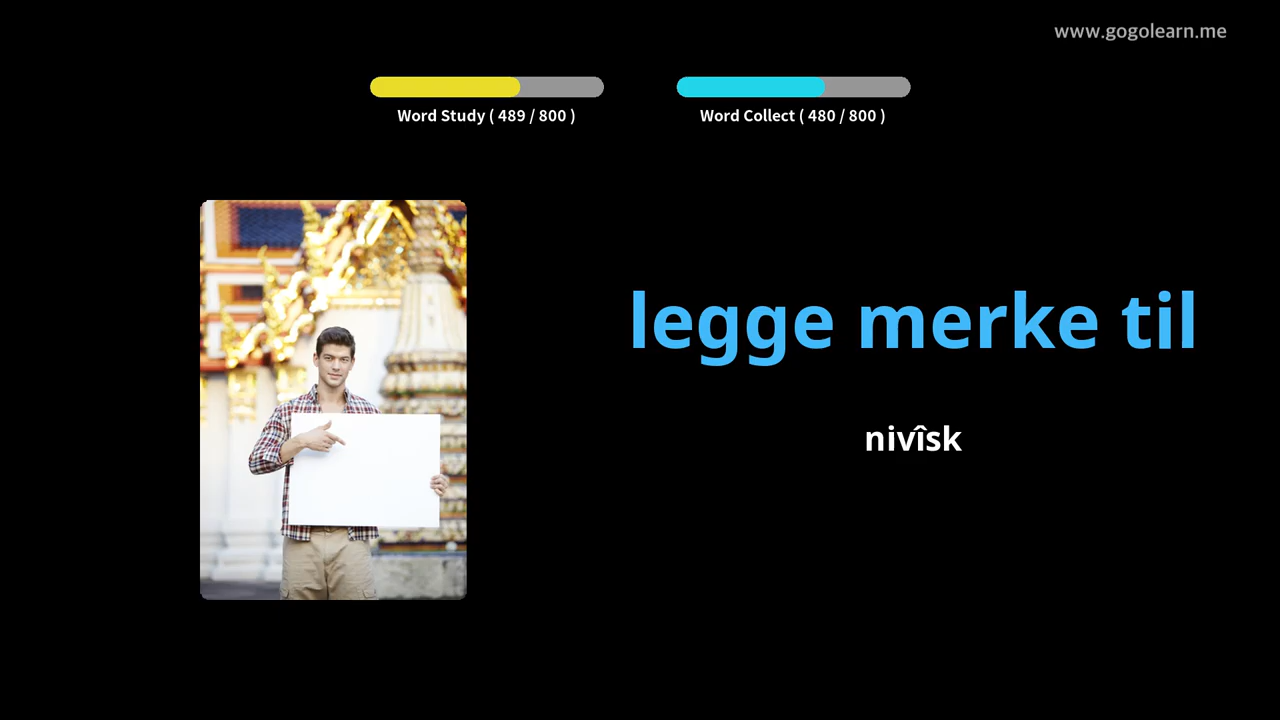 www.gogolearn.me
Word Study ( 489 / 800 )
Word Collect ( 480 / 800 )
legge merke til
nivîsk